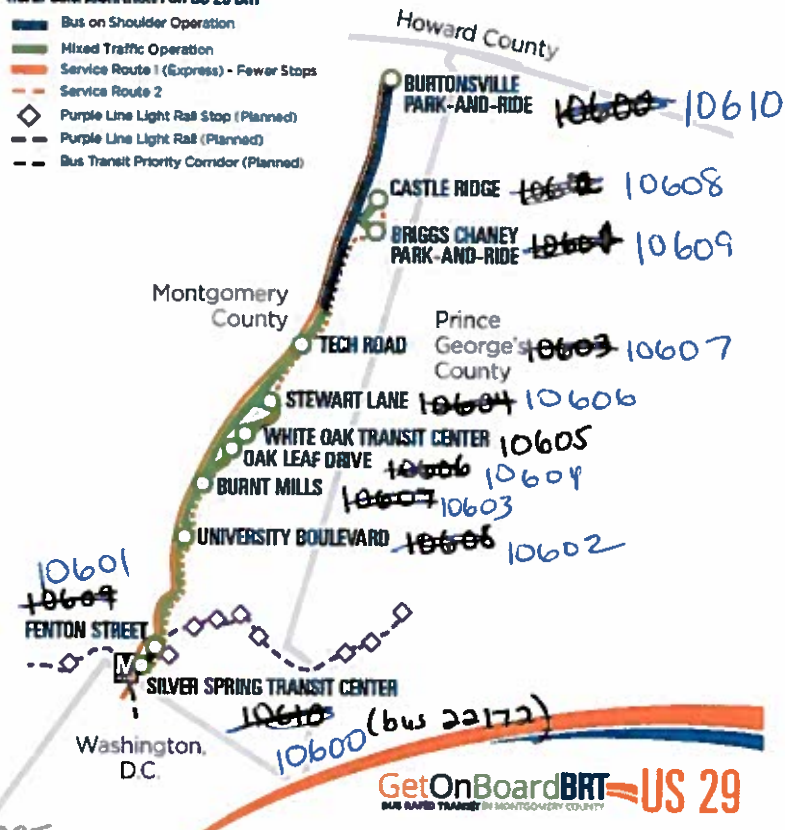 Bus on Shoulder Operation
Mixed Traffic Operation
Service Route 1 (Express) - Fewer Stops
Service Route 2
Purple Line Light Rail Stop (Planned)
Purple Line Light Rail (Planned)
Bus Transit Priority Corridor (Planned)
Howard County
BURTONSVILLE
PARK-AND-RIDE 10600 10610
CASTLE RIDGE 10608
BRIGGS CHANEY
PARK-AND-RIDE 10609
Montgomery
County
Prince
George's
County
TECH ROAD 10603 10607
STEWART LANE 10604 10606
WHITE OAK TRANSIT CENTER 10605
OAK LEAF DRIVE 10606 10604
BURNT MILLS 10607 10603
UNIVERSITY BOULEVARD 10608 10602
10601
10609
FENTON STREET
M
SILVER SPRING TRANSIT CENTER
10610
10600 (bus 22172)
Washington,
D.C.
GetOnBoardBRT US 29
BUS RAPID TRANSIT IN MONTGOMERY COUNTY